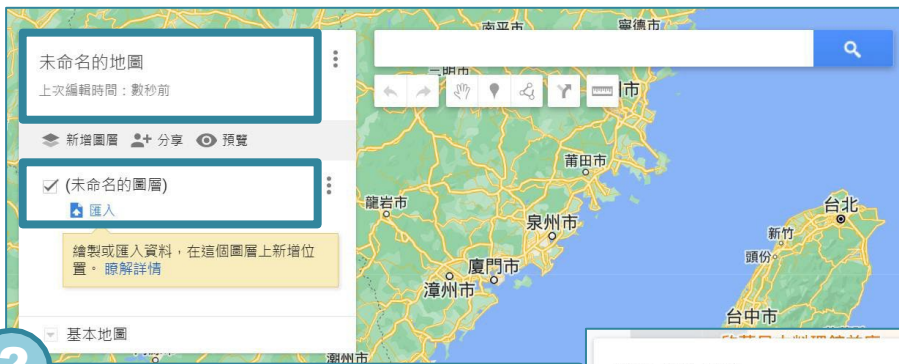 南平市
寧德市
未命名的地圖
上次編輯時間：數秒前
三明市
市
新增圖層
分享
預覽
莆田市
(未命名的圖層)
匯入
龍岩市
台北
泉州市
新竹
繪製或匯入資料，在這個圖層上新增位
置。瞭解詳情
頭份
廈門市
漳州市
台中市
基本地圖
潮州市